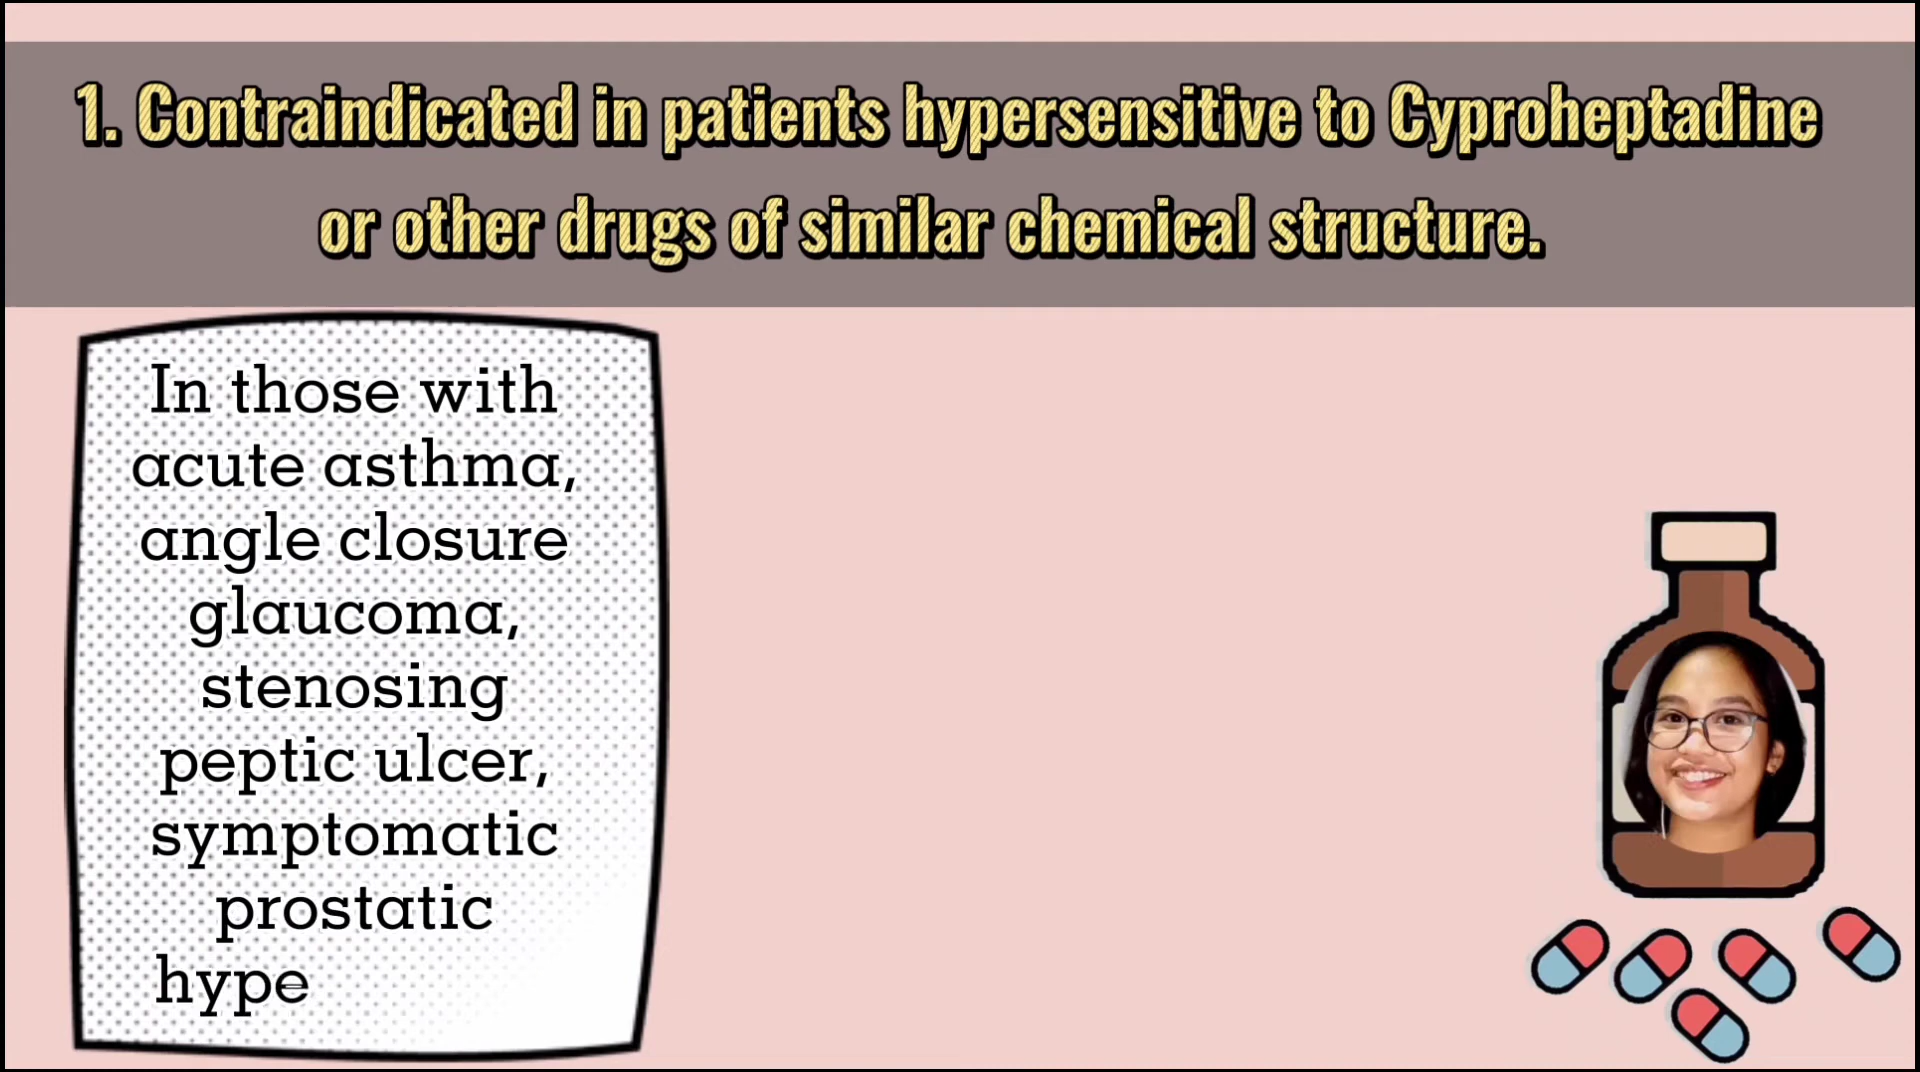 1. Contraindicated in patients hypersensitive to Cyproheptadine
or other drugs of similar chemical structure.
In those with
acute asthma,
angle closure
glaucoma,
stenosing
peptic ulcer,
symptomatic
prostatic
hype